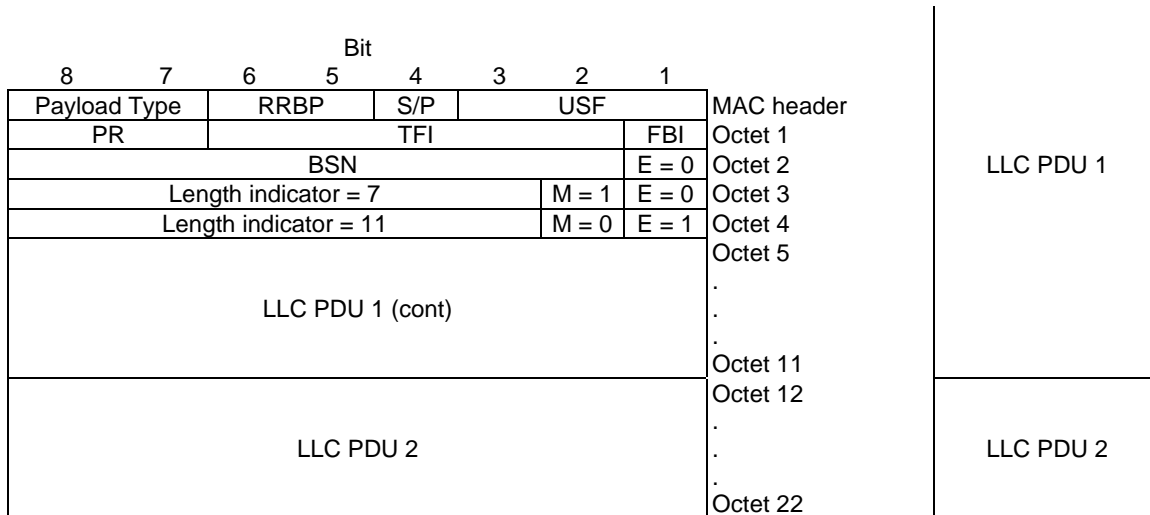 Bit
8 7 6 5 4 3 2 1
Payload Type RRBP S/P USF MAC header
PR TFI FBI Octet 1
BSN E = 0 Octet 2 LLC PDU 1
Length indicator = 7 M = 1 E = 0 Octet 3
Length indicator = 11 M = 0 E = 1 Octet 4
Octet 5
.
LLC PDU 1 (cont) .
.
Octet 11
Octet 12
.
LLC PDU 2 . LLC PDU 2
.
Octet 22